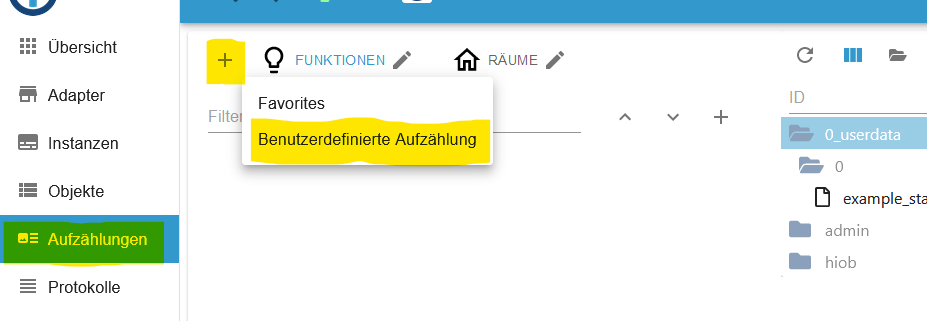 Übersicht
Adapter
Instanzen
Objekte
Aufzählungen
Protokolle
FUNKTIONEN
RÄUME
Favorites
Filter
Benutzerdefinierte Aufzählung
ID
0_userdata
0
example_sta
admin
hiob